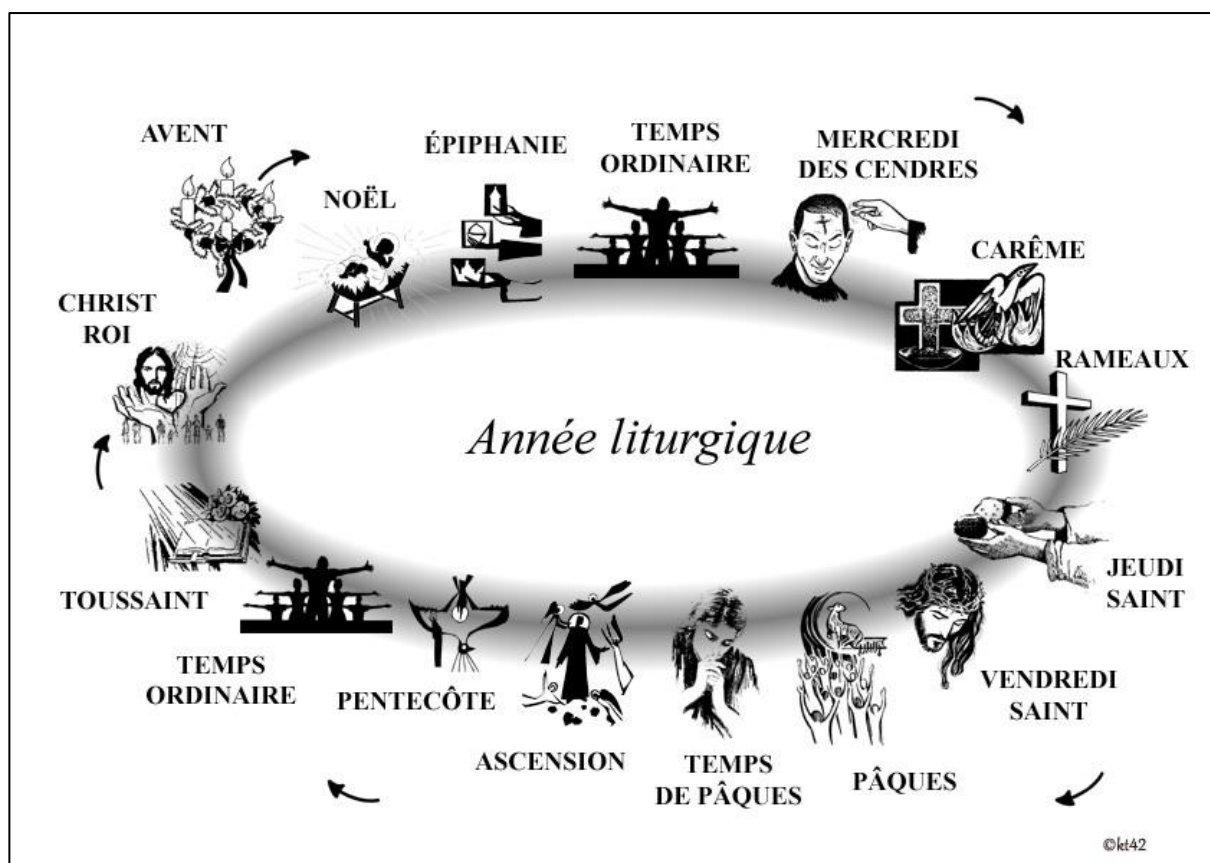 AVENT
NOËL
ÉPIPHANIE
TEMPS
ORDINAIRE
MERCREDI
DES CENDRES
CARÊME
RAMEAUX
JEUDI
SAINT
VENDREDI
SAINT
PÂQUES
TEMPS
DE PÂQUES
ASCENSION
PENTECÔTE
TEMPS
ORDINAIRE
TOUSSAINT
CHRIST
ROI
Année liturgique
©kt42